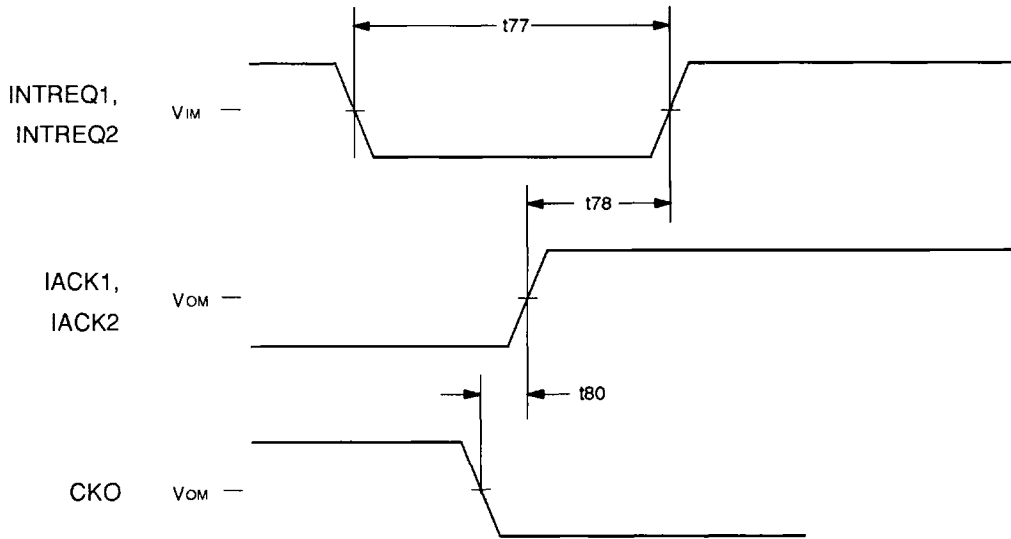 t77
INTREQ1,
INTREQ2
VIM
t78
IACK1,
IACK2
VOM
t80
CKO
VOM